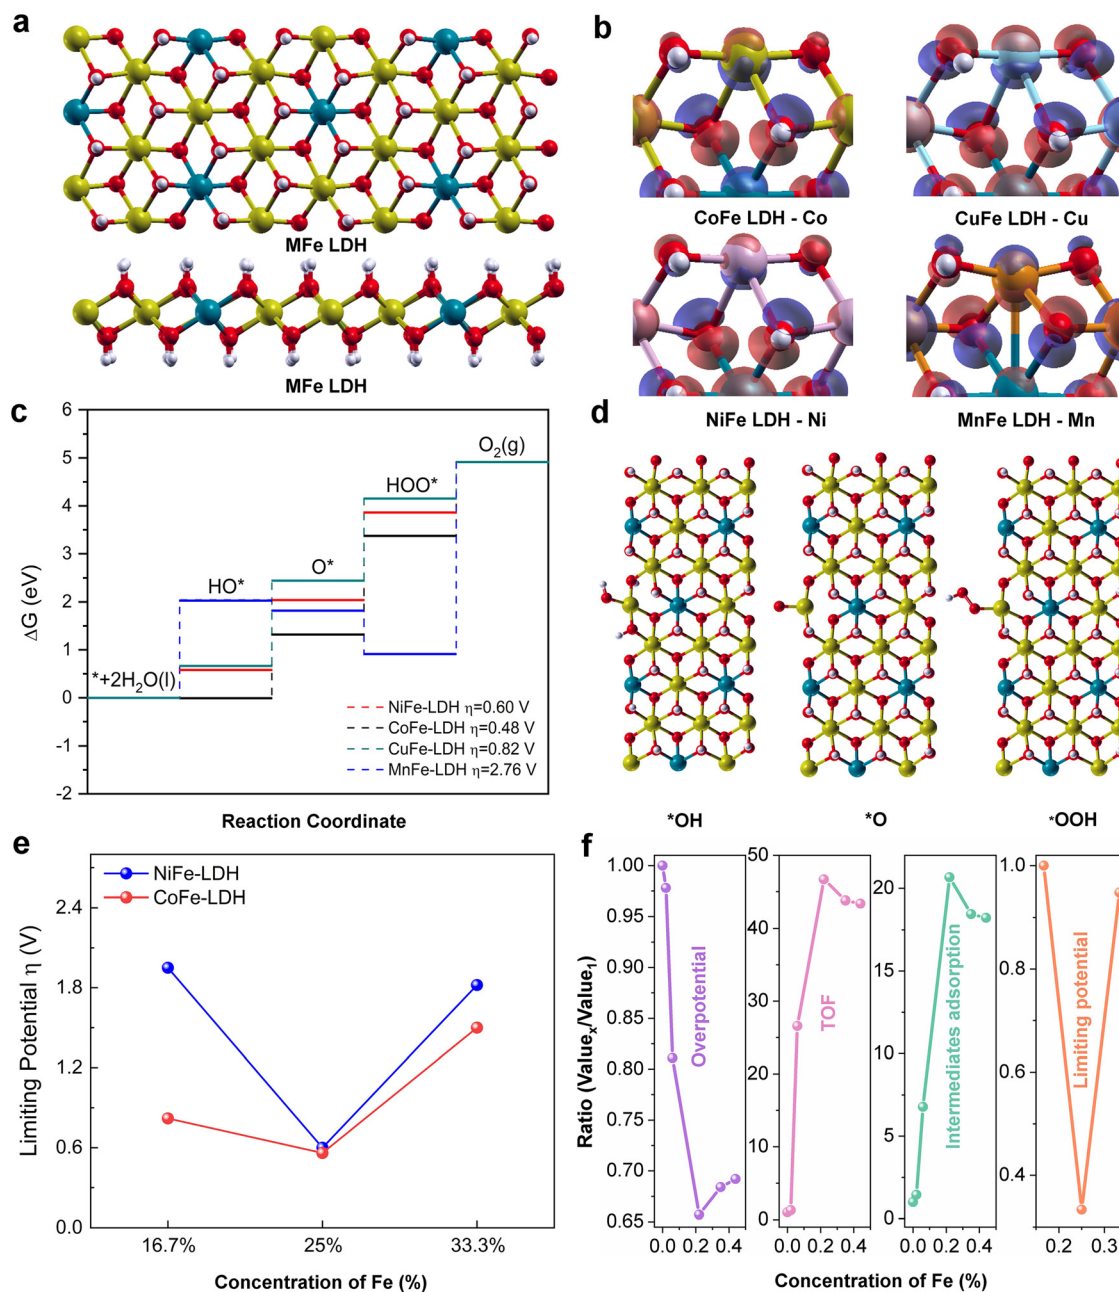 a
MFe LDH
MFe LDH
b
CoFe LDH - Co
CuFe LDH - Cu
NiFe LDH - Ni
MnFe LDH - Mn
c
6
5
4
3
2
1
0
-1
-2
ΔG (eV)
*+2H₂O(l)
HO*
O*
HOO*
O₂(g)
NiFe-LDH η=0.60 V
CoFe-LDH η=0.48 V
CuFe-LDH η=0.82 V
MnFe-LDH η=2.76 V
Reaction Coordinate
d
*OH
*O
*OOH
e
NiFe-LDH
CoFe-LDH
2.4
1.8
1.2
0.6
0.0
Limiting Potential η (V)
16.7%
25%
33.3%
Concentration of Fe (%)
f
Ratio (Valueₓ/Value₁)
1.00
0.95
0.90
0.85
0.80
0.75
0.70
0.65
Overpotential
0.0 0.2 0.4
50
40
30
20
10
0
TOF
0.0 0.2 0.4
20
15
10
5
0
Intermediates adsorption
0.0 0.2 0.4
1.0
0.8
0.6
0.4
Limiting potential
0.2 0.3
Concentration of Fe (%)